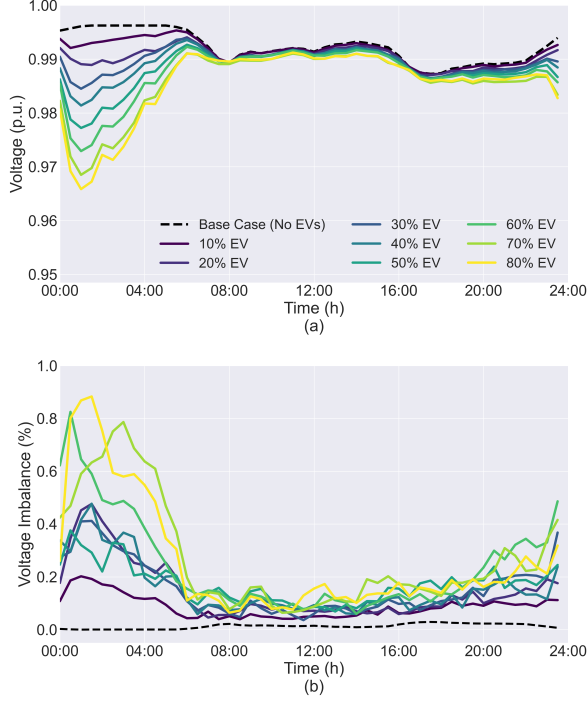 1.00
0.99
0.98
0.97
0.96
0.95
Voltage (p.u.)
Base Case (No EVs)
10% EV
20% EV
30% EV
40% EV
50% EV
60% EV
70% EV
80% EV
00:00 04:00 08:00 12:00 16:00 20:00 24:00
Time (h)
(a)
1.0
0.8
0.6
0.4
0.2
0.0
Voltage Imbalance (%)
00:00 04:00 08:00 12:00 16:00 20:00 24:00
Time (h)
(b)